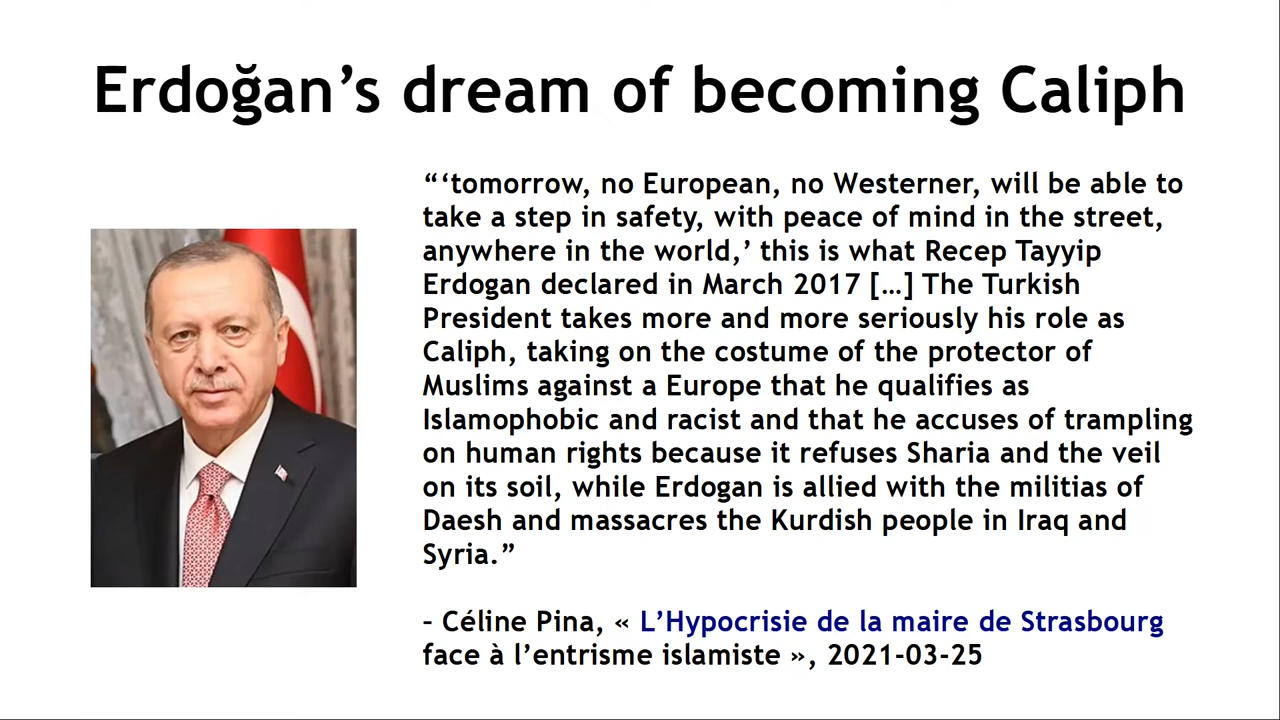 Erdoğan’s dream of becoming Caliph
“‘tomorrow, no European, no Westerner, will be able to
take a step in safety, with peace of mind in the street,
anywhere in the world,’ this is what Recep Tayyip
Erdogan declared in March 2017 [...] The Turkish
President takes more and more seriously his role as
Caliph, taking on the costume of the protector of
Muslims against a Europe that he qualifies as
Islamophobic and racist and that he accuses of trampling
on human rights because it refuses Sharia and the veil
on its soil, while Erdogan is allied with the militias of
Daesh and massacres the Kurdish people in Iraq and
Syria.”
– Céline Pina, « L’Hypocrisie de la maire de Strasbourg
face à l’entrisme islamiste », 2021-03-25